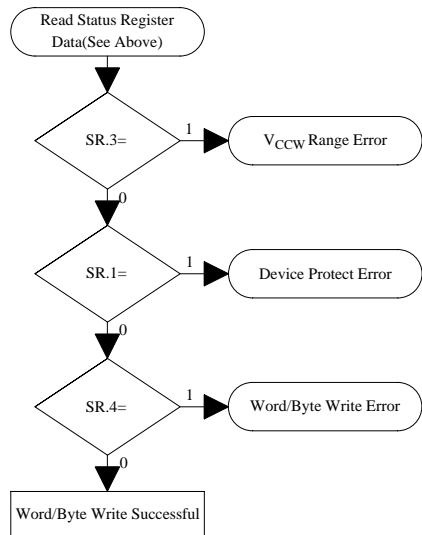 Read Status Register
Data(See Above)
SR.3=
1
VCCW Range Error
0
SR.1=
1
Device Protect Error
0
SR.4=
1
Word/Byte Write Error
0
Word/Byte Write Successful